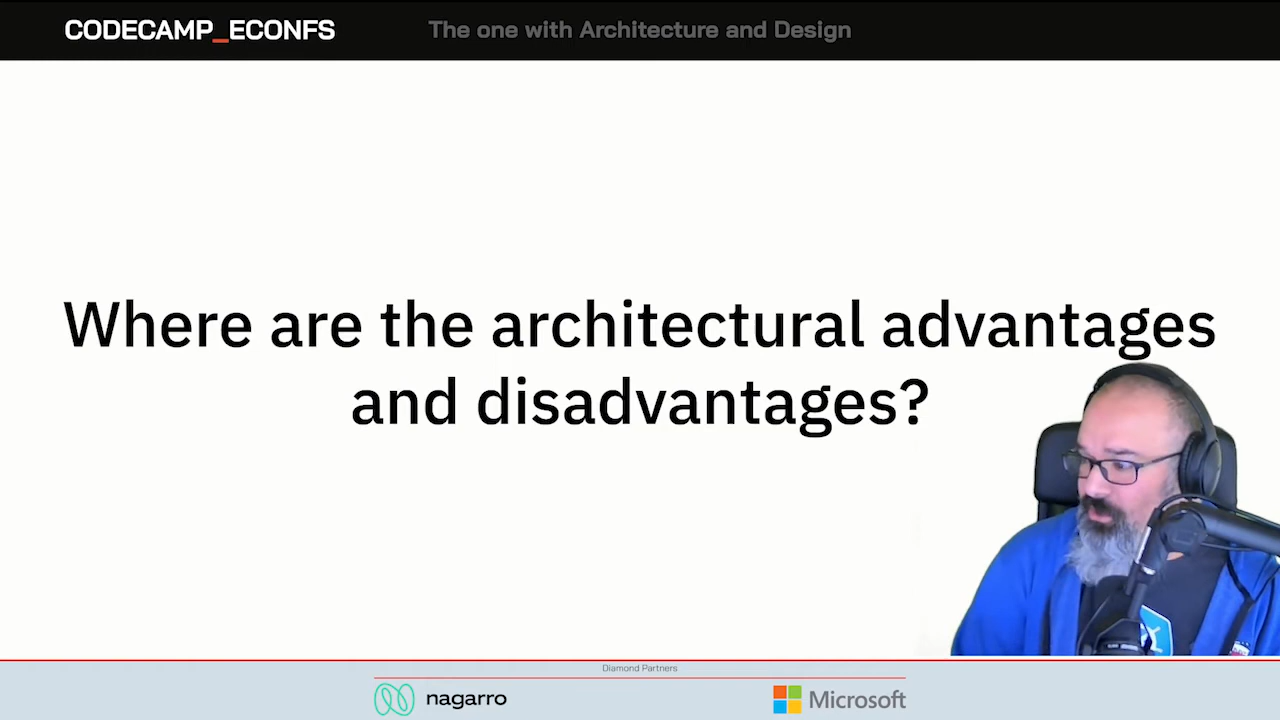 CODECAMP_ECONFS
The one with Architecture and Design
Where are the architectural advantages
and disadvantages?
Diamond Partners
nagarro
Microsoft